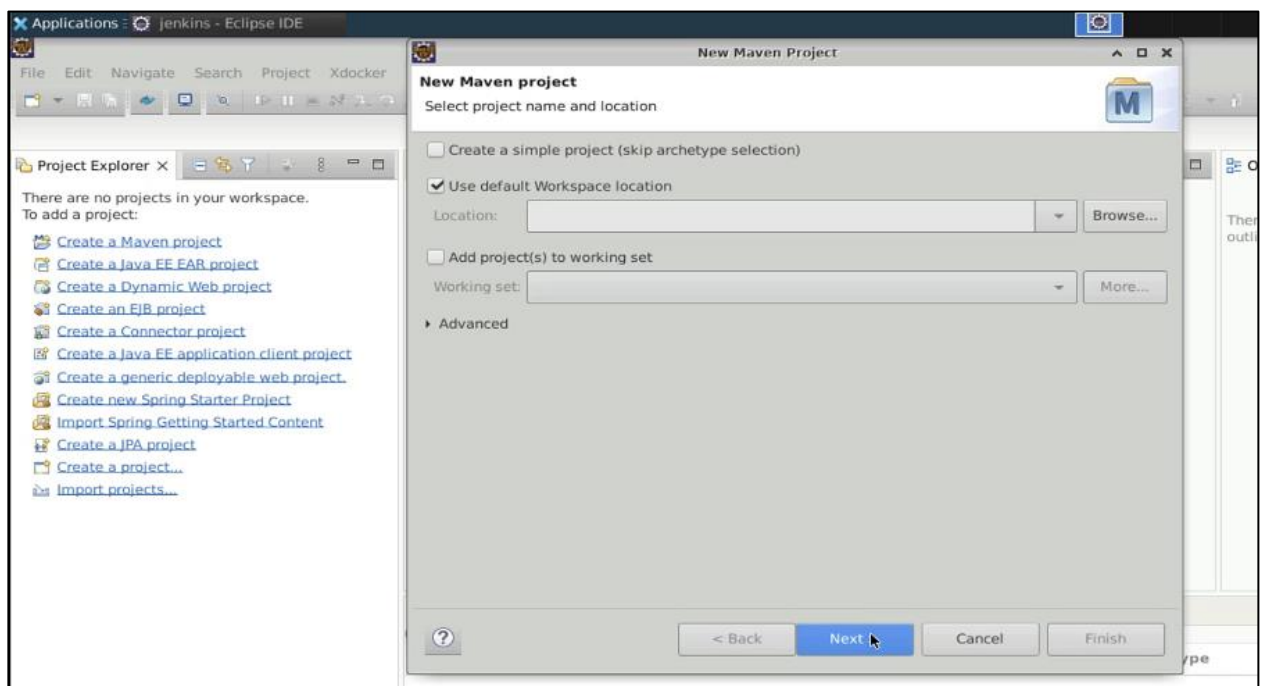 Applications : jenkins - Eclipse IDE
New Maven Project
File Edit Navigate Search Project Xdocker
New Maven project
Select project name and location
M
Project Explorer
There are no projects in your workspace.
To add a project:
Create a Maven project
Create a Java EE EAR project
Create a Dynamic Web project
Create an EJB project
Create a Connector project
Create a Java EE application client project
Create a generic deployable web project.
Create new Spring Starter Project
Import Spring Getting Started Content
Create a JPA project
Create a project...
Import projects...
Create a simple project (skip archetype selection)
Use default Workspace location
Location: Browse...
Add project(s) to working set
Working set: More...
Advanced
? < Back Next Cancel Finish
O
Ther
outli
ype